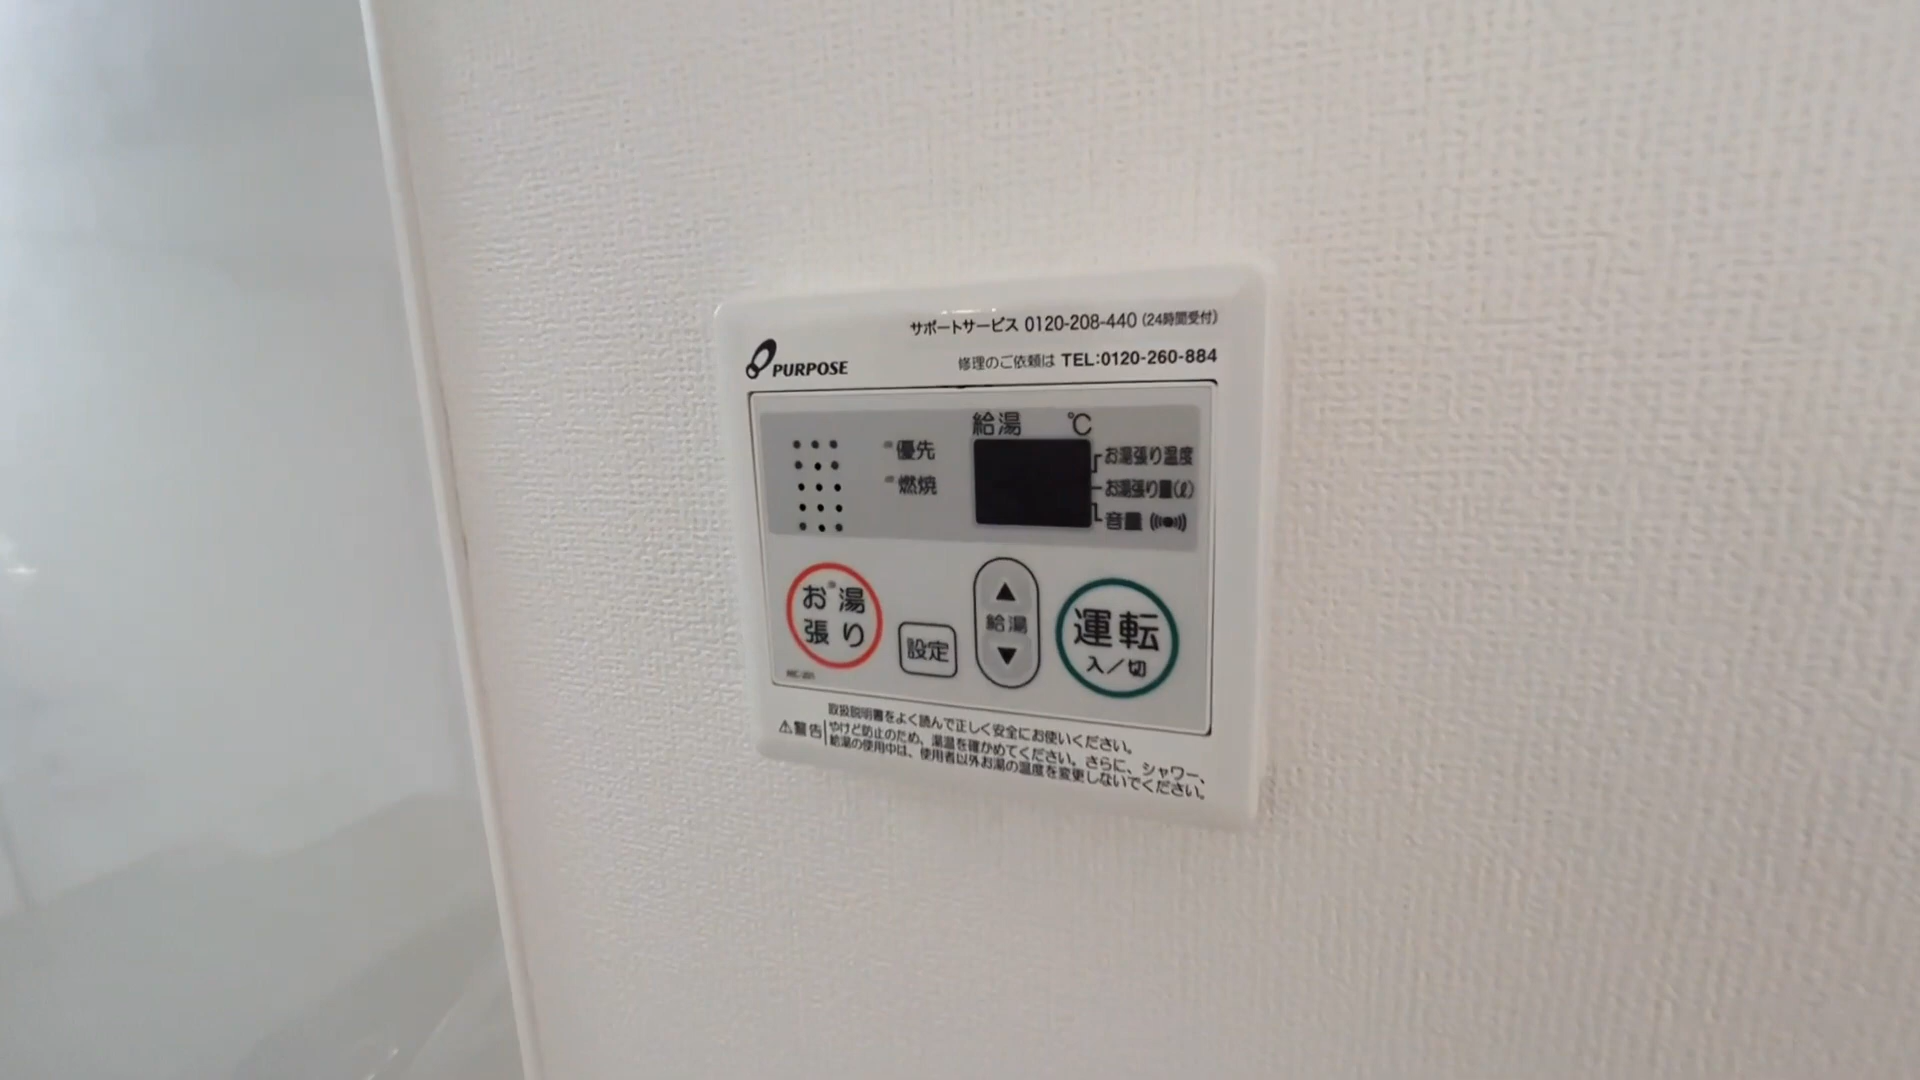 サポートサービス 0120-208-440 (24時間受付)
PURPOSE
修理のご依頼は TEL:0120-260-884
給湯 ℃
優先
燃焼
お湯張り温度
お湯張り量(ℓ)
音量
お湯
張り
設定
▲
給湯
▼
運転
入／切
取扱説明書をよく読んで正しく安全にお使いください。
⚠警告
やけど防止のため、湯温を確かめてください。さらに、シャワー、
給湯の使用中は、使用者以外お湯の温度を変更しないでください。